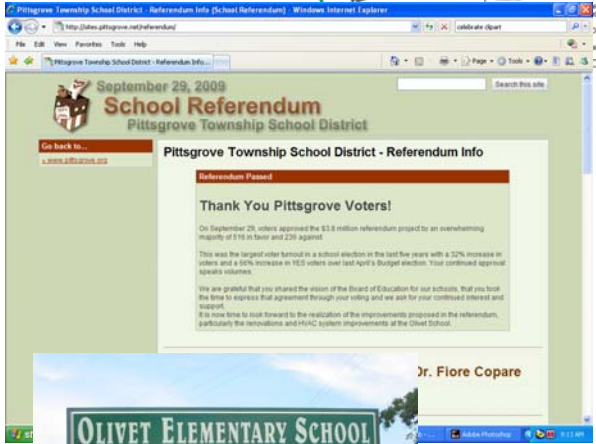 Pittsgrove Township School District - Referendum Info (School Referendum) - Windows Internet Explorer
http://sites.pittsgrove.net/referendum/
celebrate clipart
File Edit View Favorites Tools Help
Pittsgrove Township School District - Referendum Info...
Page Tools
Search this site
September 29, 2009
School Referendum
Pittsgrove Township School District
Go back to...
www.pittsgrove.org
Pittsgrove Township School District - Referendum Info
Referendum Passed
Thank You Pittsgrove Voters!
On September 29, voters approved the $3.8 million referendum project by an overwhelming
majority of 516 in favor and 236 against.
This was the largest voter turnout in a school election in the last five years with a 32% increase in
voters and a 66% increase in YES voters over last April's Budget election. Your continued approval
speaks volumes.
We are grateful that you shared the vision of the Board of Education for our schools, that you took
the time to express that agreement through your voting and we ask for your continued interest and
support.
It is now time to look forward to the realization of the improvements proposed in the referendum,
particularly the renovations and HVAC system improvements at the Olivet School.
Dr. Fiore Copare
OLIVET ELEMENTARY SCHOOL
Adobe Photoshop
9:13 AM